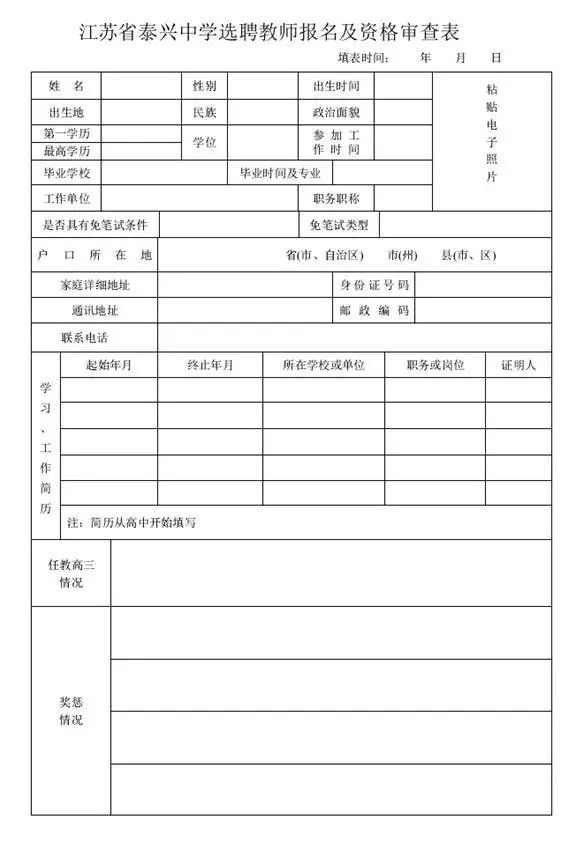 江苏省泰兴中学选聘教师报名及资格审查表
填表时间： 年 月 日
姓 名 性别 出生时间
粘贴电子照片
出生地 民族 政治面貌
第一学历 学位 参加工作时间
最高学历
毕业学校 毕业时间及专业
工作单位 职务职称
是否具有免笔试条件 免笔试类型
户口所在地 省(市、自治区) 市(州) 县(市、区)
家庭详细地址 身份证号码
通讯地址 邮政编码
联系电话
学习、工作简历
起始年月 终止年月 所在学校或单位 职务或岗位 证明人
注：简历从高中开始填写
任教高三情况
奖惩情况